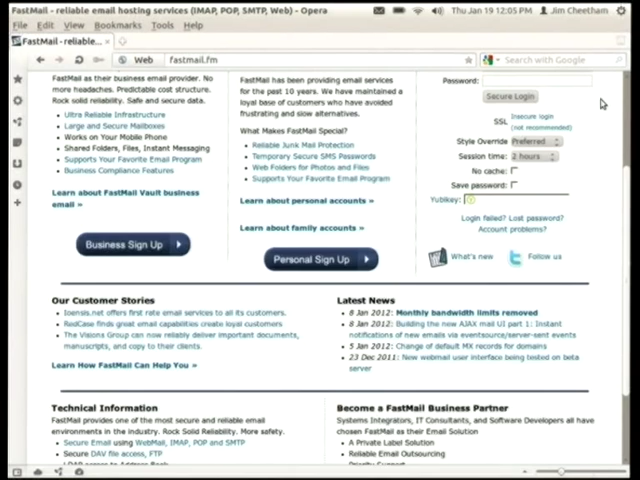 FastMail - reliable email hosting services (IMAP, POP, SMTP, Web) - Opera
Thu Jan 19 12:05 PM
Jim Cheetham
File Edit View Bookmarks Tools Help
FastMail - reliable...
Web
fastmail.fm
Search with Google
FastMail as their business email provider. No
more headaches. Predictable cost structure.
Rock solid reliability. Safe and secure data.
Ultra Reliable Infrastructure
Large and Secure Mailboxes
Works on Your Mobile Phone
Shared Folders, Files, Instant Messaging
Supports Your Favorite Email Program
Business Compliance Features
Learn about FastMail Vault business
email »
Business Sign Up
FastMail has been providing email services
for the past 10 years. We have maintained a
loyal base of customers who have avoided
frustrating and slow alternatives.
What Makes FastMail Special?
Reliable Junk Mail Protection
Temporary Secure SMS Passwords
Web Folders for Photos and Files
Supports Your Favorite Email Program
Learn about personal accounts »
Learn about family accounts »
Personal Sign Up
Password:
Secure Login
SSL
Insecure login
(not recommended)
Style Override Preferred
Session time: 2 hours
No cache:
Save password:
Yubikey:
Login failed? Lost password?
Account problems?
What's new
Follow us
Our Customer Stories
Icensis.net offers first rate email services to all its customers.
RedCase finds great email capabilities create loyal customers
The Visions Group can now reliably deliver important documents,
manuscripts, and copy to their clients.
Learn How FastMail Can Help You »
Latest News
8 Jan 2012: Monthly bandwidth limits removed
8 Jan 2012: Building the new AJAX mail UI part 1: Instant
notifications of new emails via eventsource/server-sent events
5 Jan 2012: Change of default MX records for domains
23 Dec 2011: New webmail user interface being tested on beta
server
Technical Information
FastMail provides one of the most secure and reliable email
environments in the industry. Rock Solid Reliability. More safety.
Secure Email using WebMail, IMAP, POP and SMTP
Secure DAV file access, FTP
LDAP access to Address Book
Become a FastMail Business Partner
Systems Integrators, IT Consultants, and Software Developers all have
chosen FastMail as their Email Solution
A Private Label Solution
Reliable Email Outsourcing
Priority Support